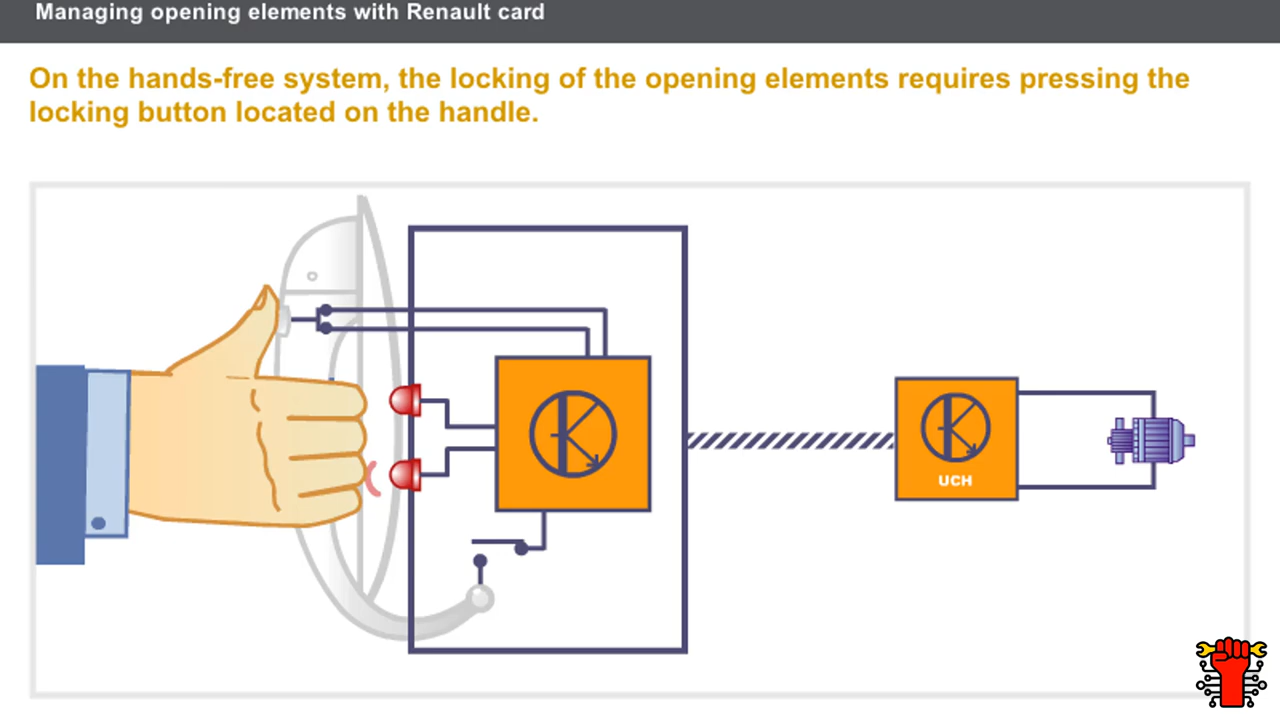 Managing opening elements with Renault card
On the hands-free system, the locking of the opening elements requires pressing the
locking button located on the handle.
UCH